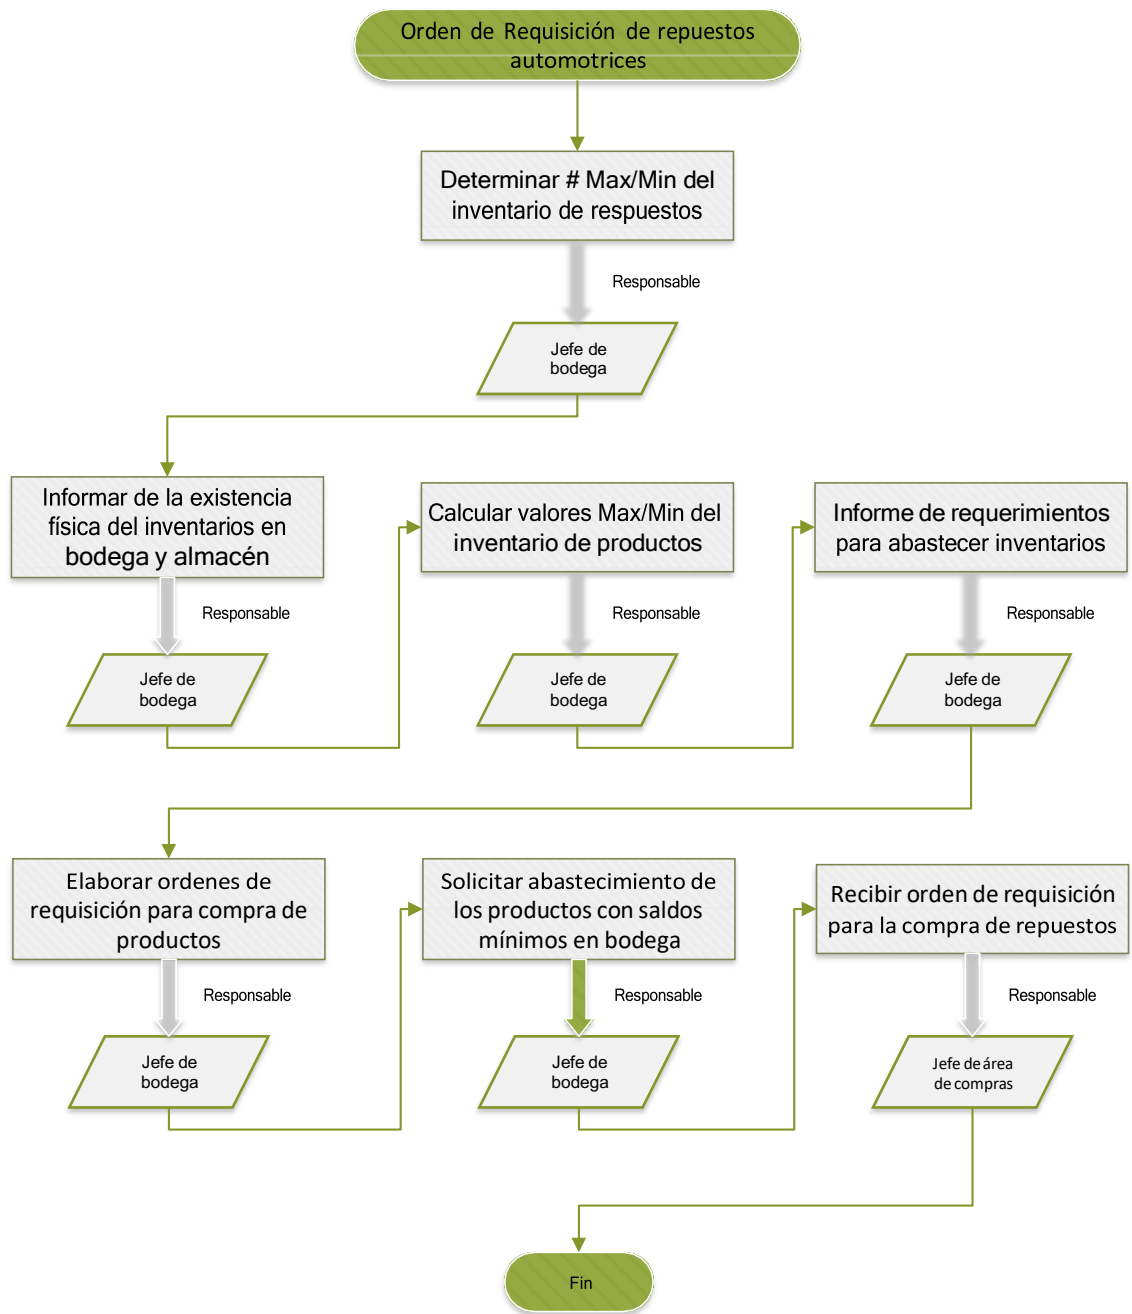 Orden de Requisición de repuestos
automotrices
Determinar # Max/Min del
inventario de respuestos
Responsable
Jefe de
bodega
Informar de la existencia
física del inventarios en
bodega y almacén
Responsable
Jefe de
bodega
Calcular valores Max/Min del
inventario de productos
Responsable
Jefe de
bodega
Informe de requerimientos
para abastecer inventarios
Responsable
Jefe de
bodega
Elaborar ordenes de
requisición para compra de
productos
Responsable
Jefe de
bodega
Solicitar abastecimiento de
los productos con saldos
mínimos en bodega
Responsable
Jefe de
bodega
Recibir orden de requisición
para la compra de repuestos
Responsable
Jefe de área
de compras
Fin